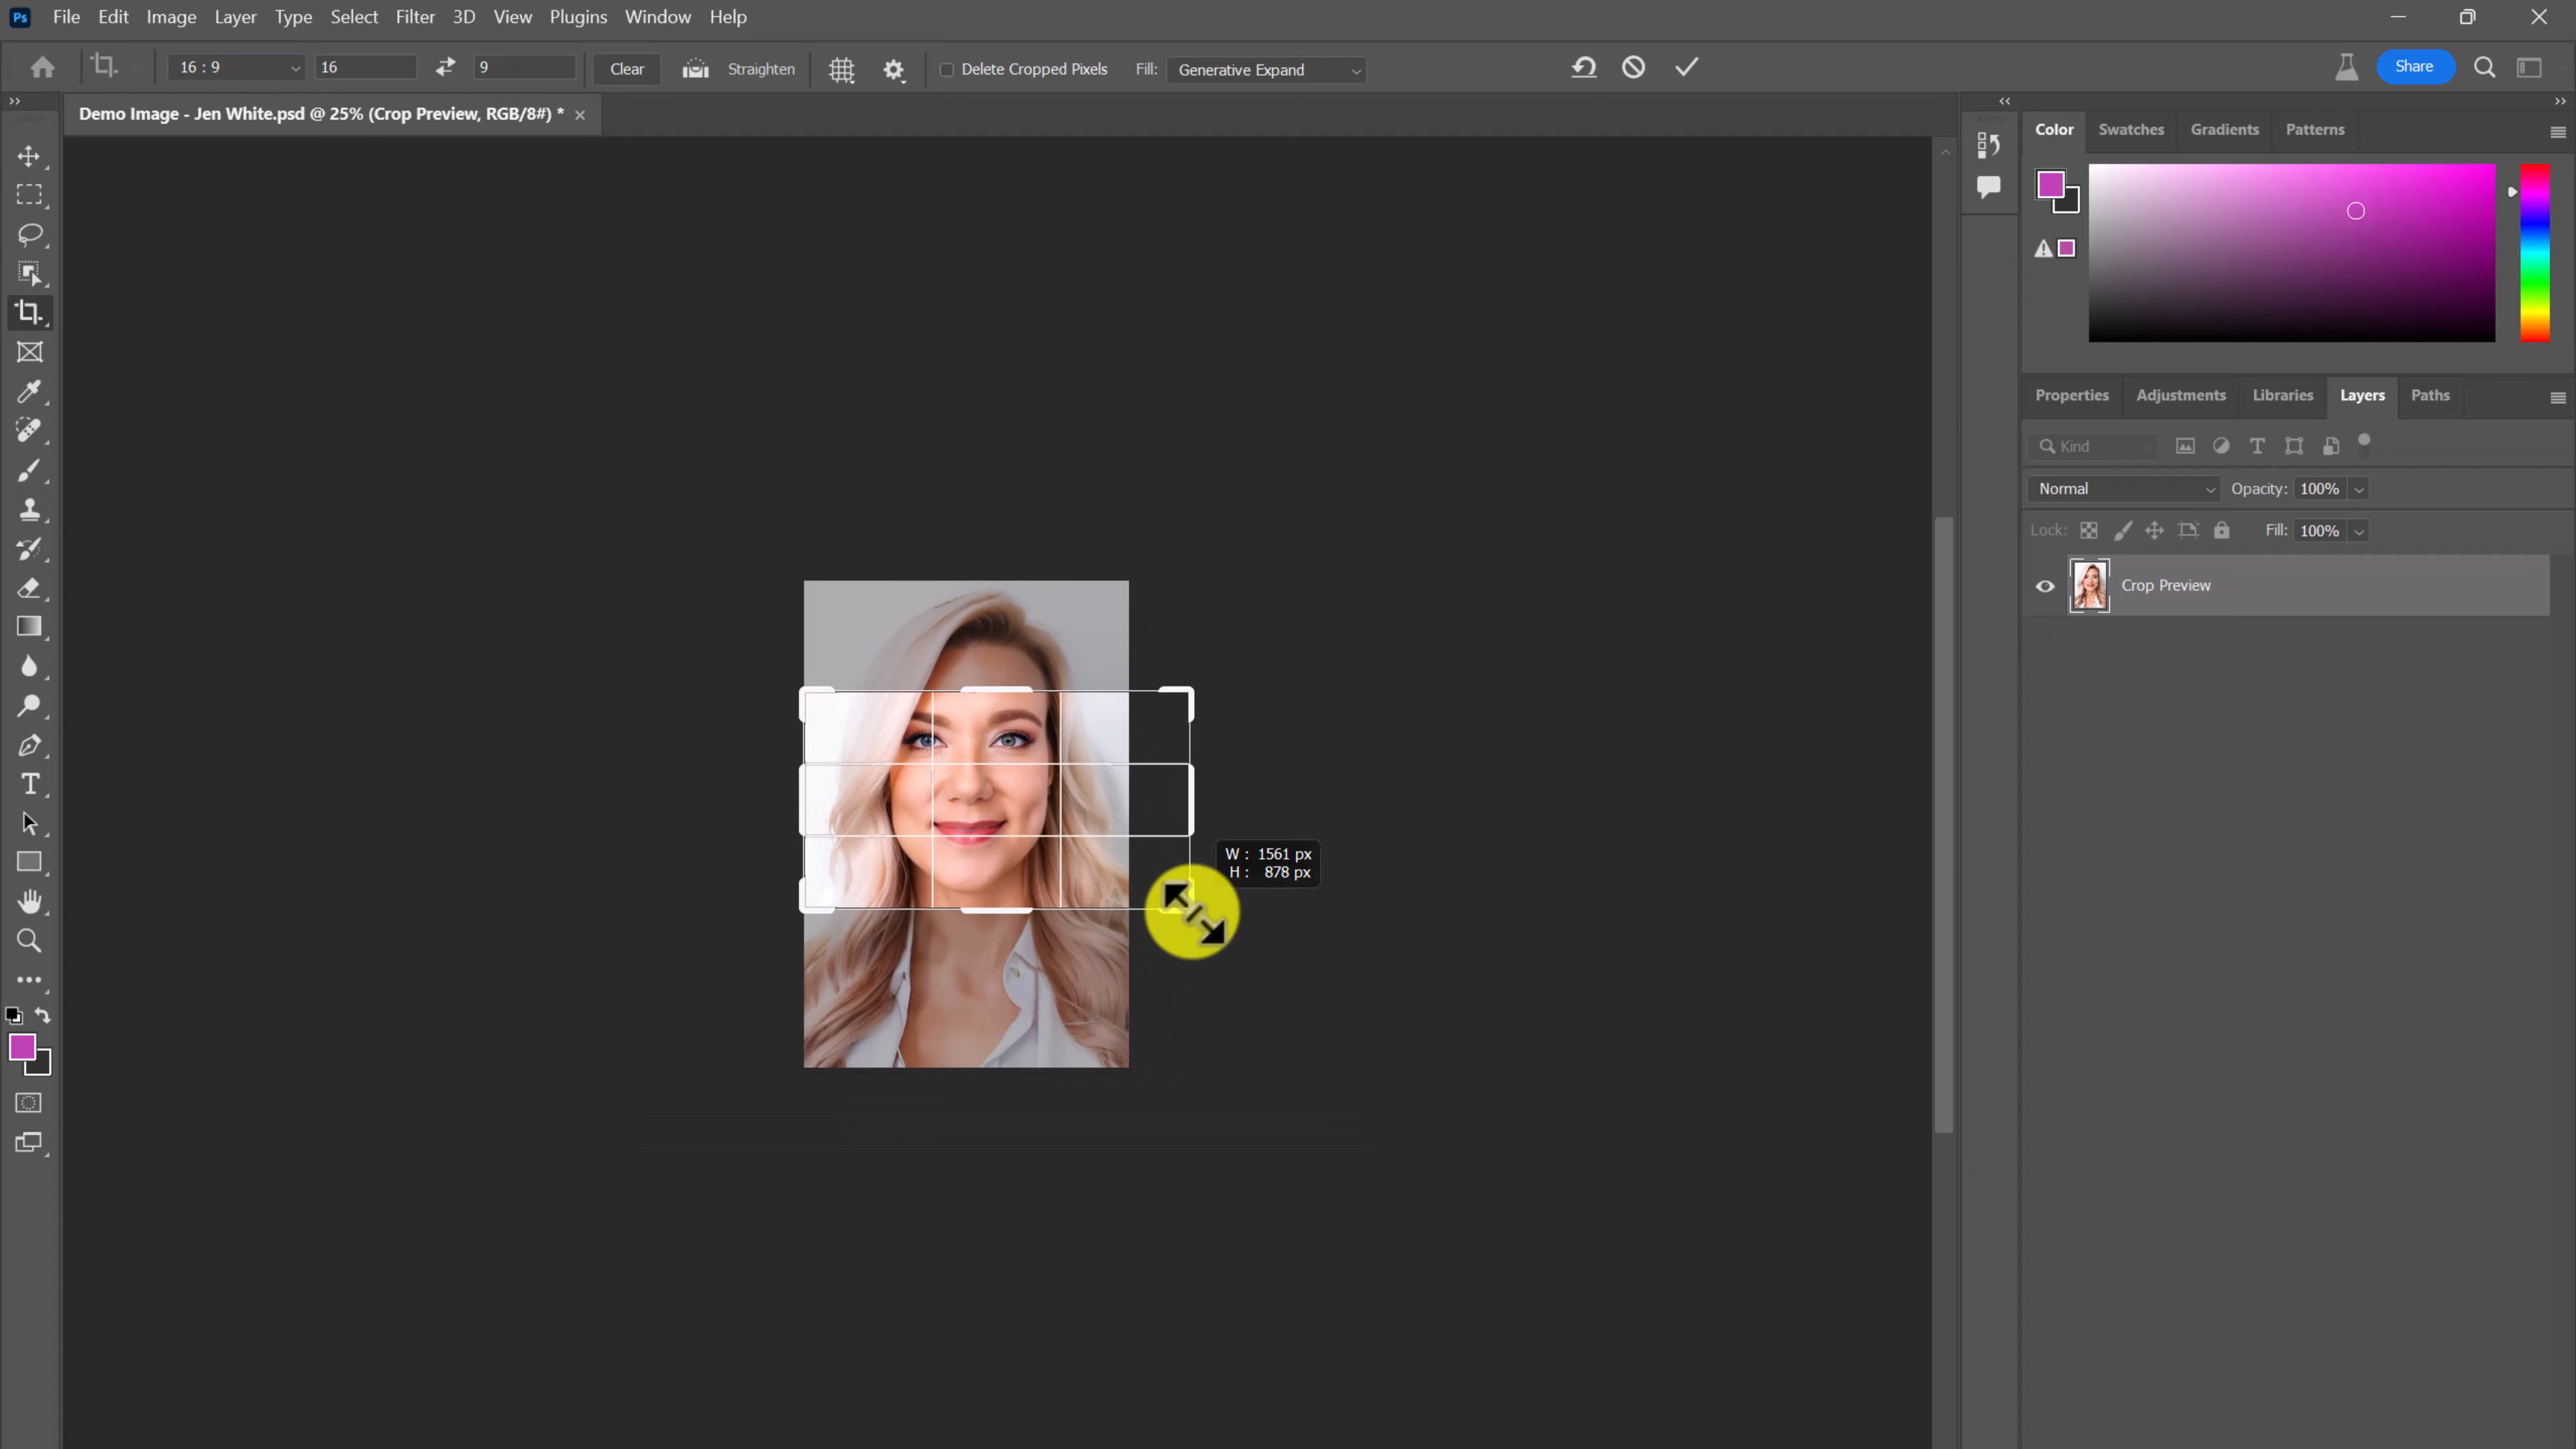 Ps File Edit Image Layer Type Select Filter 3D View Plugins Window Help
16 : 9 16 9 Clear Straighten Delete Cropped Pixels Fill: Generative Expand Share
Demo Image - Jen White.psd @ 25% (Crop Preview, RGB/8#) *
Color Swatches Gradients Patterns
Properties Adjustments Libraries Layers Paths
Kind
Normal Opacity: 100%
Lock: Fill: 100%
Crop Preview
W : 1561 px
H : 878 px